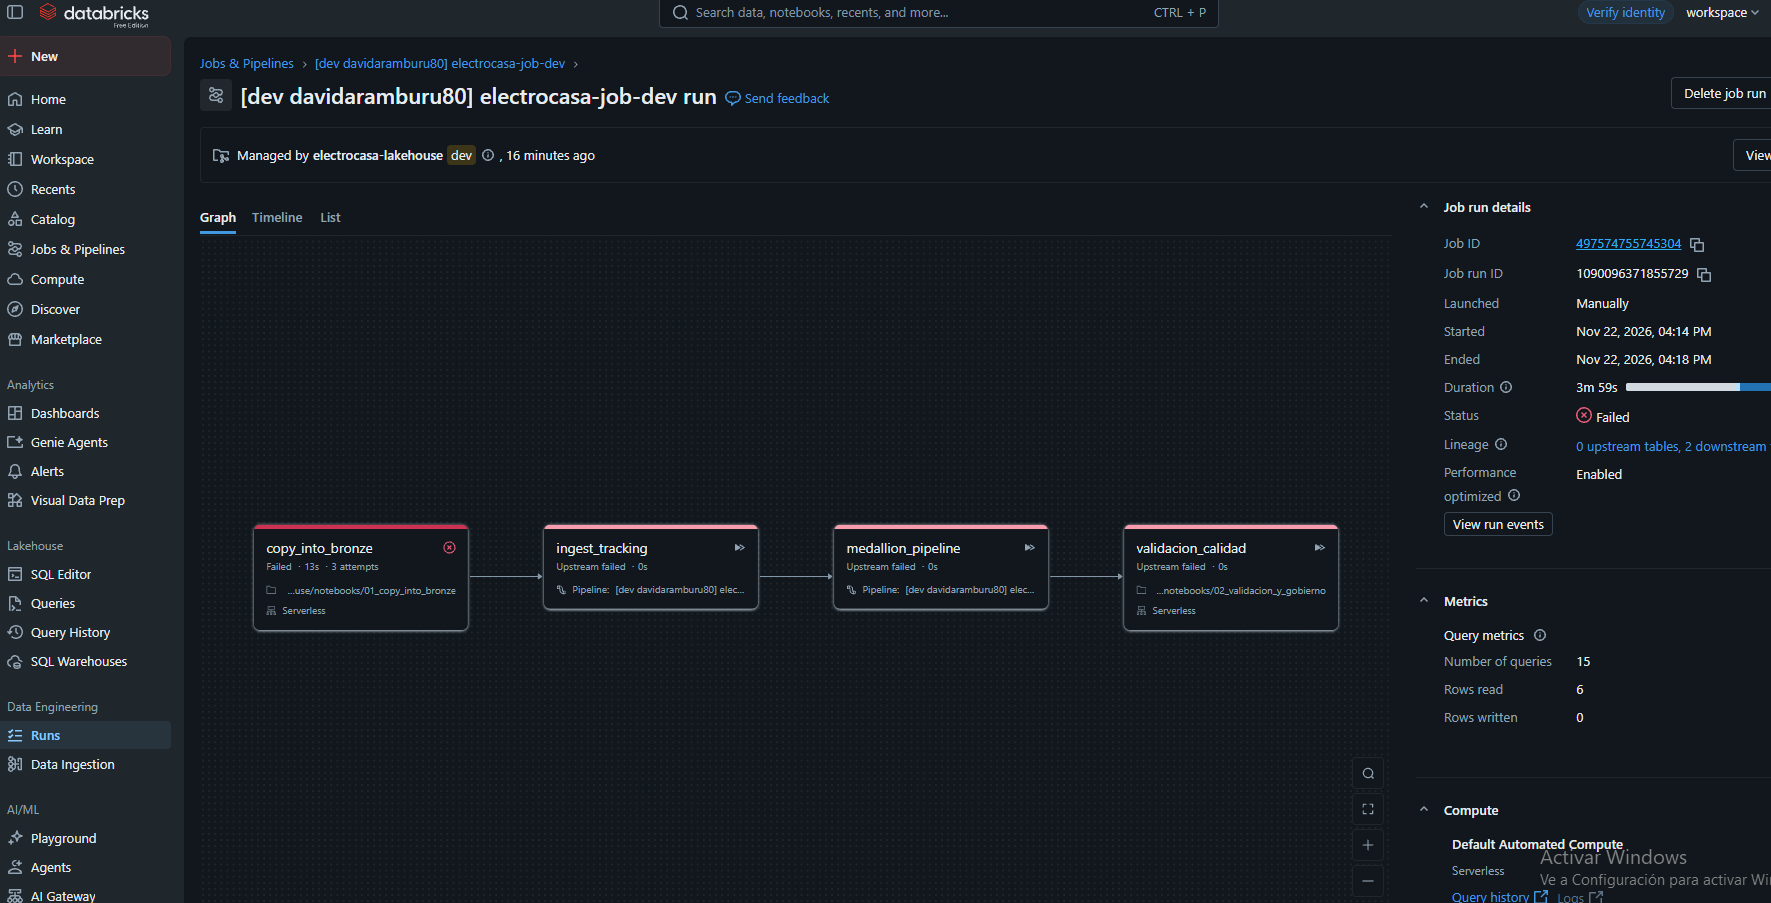 databricks
Free Edition
Search data, notebooks, recents, and more...
CTRL + P
Verify identity
workspace
New
Home
Learn
Workspace
Recents
Catalog
Jobs & Pipelines
Compute
Discover
Marketplace
Analytics
Dashboards
Genie Agents
Alerts
Visual Data Prep
Lakehouse
SQL Editor
Queries
Query History
SQL Warehouses
Data Engineering
Runs
Data Ingestion
AI/ML
Playground
Agents
AI Gateway
Jobs & Pipelines › [dev davidaramburu80] electrocasa-job-dev ›
[dev davidaramburu80] electrocasa-job-dev run
Send feedback
Delete job run
Managed by electrocasa-lakehouse dev , 16 minutes ago
View
Graph
Timeline
List
copy_into_bronze
Failed · 13s · 3 attempts
...use/notebooks/01_copy_into_bronze
Serverless
ingest_tracking
Upstream failed · 0s
Pipeline: [dev davidaramburu80] elec...
medallion_pipeline
Upstream failed · 0s
Pipeline: [dev davidaramburu80] elec...
validacion_calidad
Upstream failed · 0s
...notebooks/02_validacion_y_gobierno
Serverless
Job run details
Job ID 497574755745304
Job run ID 1090096371855729
Launched Manually
Started Nov 22, 2026, 04:14 PM
Ended Nov 22, 2026, 04:18 PM
Duration 3m 59s
Status Failed
Lineage 0 upstream tables, 2 downstream
Performance optimized Enabled
View run events
Metrics
Query metrics
Number of queries 15
Rows read 6
Rows written 0
Compute
Default Automated Compute
Serverless
Query history Logs
Activar Windows
Ve a Configuración para activar Wi